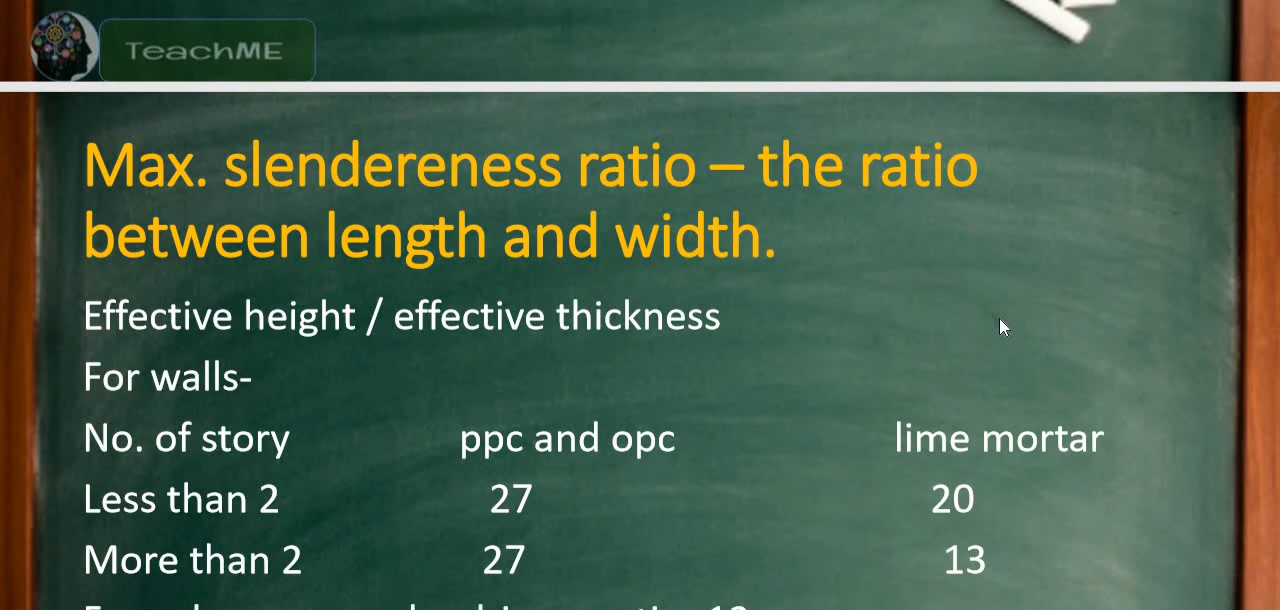 TeachME
Max. slendereness ratio – the ratio
between length and width.
Effective height / effective thickness
For walls-
No. of story ppc and opc lime mortar
Less than 2 27 20
More than 2 27 13